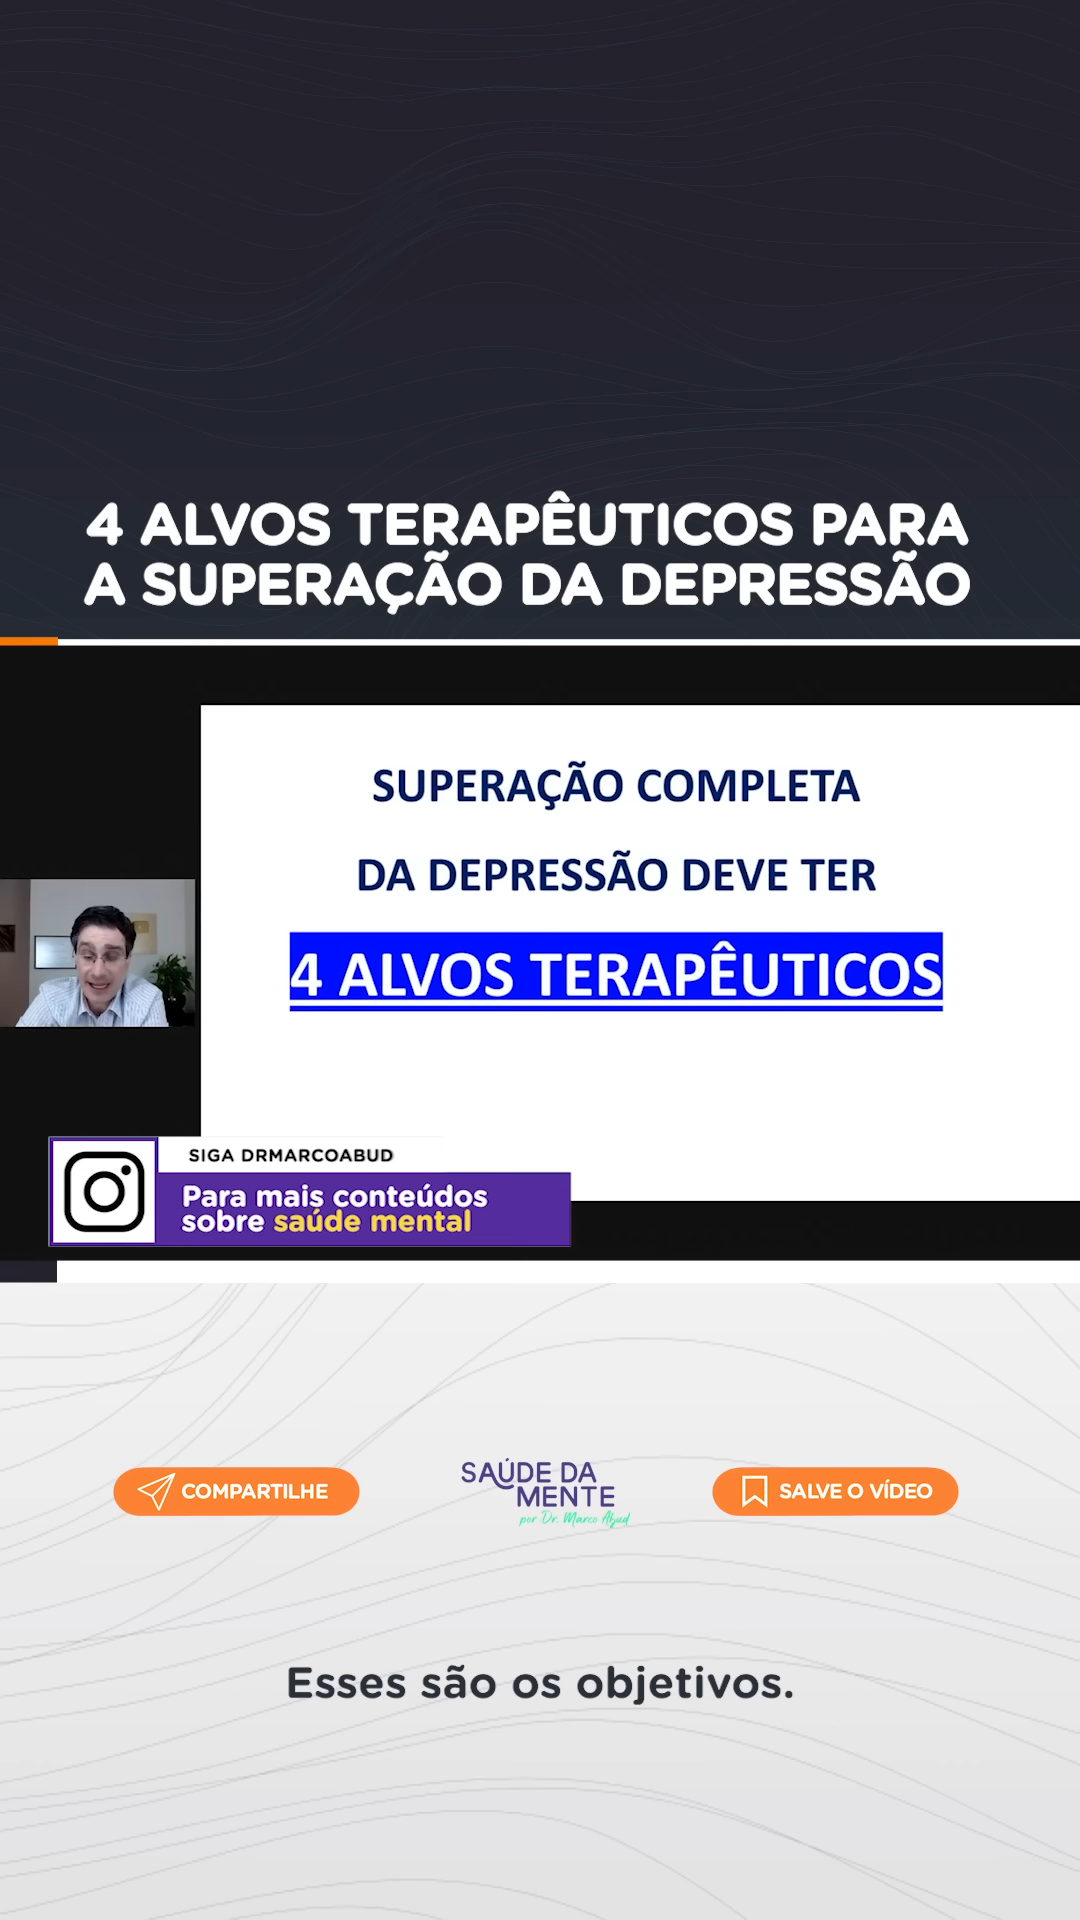 4 ALVOS TERAPÊUTICOS PARA
A SUPERAÇÃO DA DEPRESSÃO
SUPERAÇÃO COMPLETA
DA DEPRESSÃO DEVE TER
4 ALVOS TERAPÊUTICOS
SIGA DRMARCOABUD
Para mais conteúdos
sobre saúde mental
COMPARTILHE
SAÚDE DA
MENTE
por Dr. Marco Abud
SALVE O VÍDEO
Esses são os objetivos.